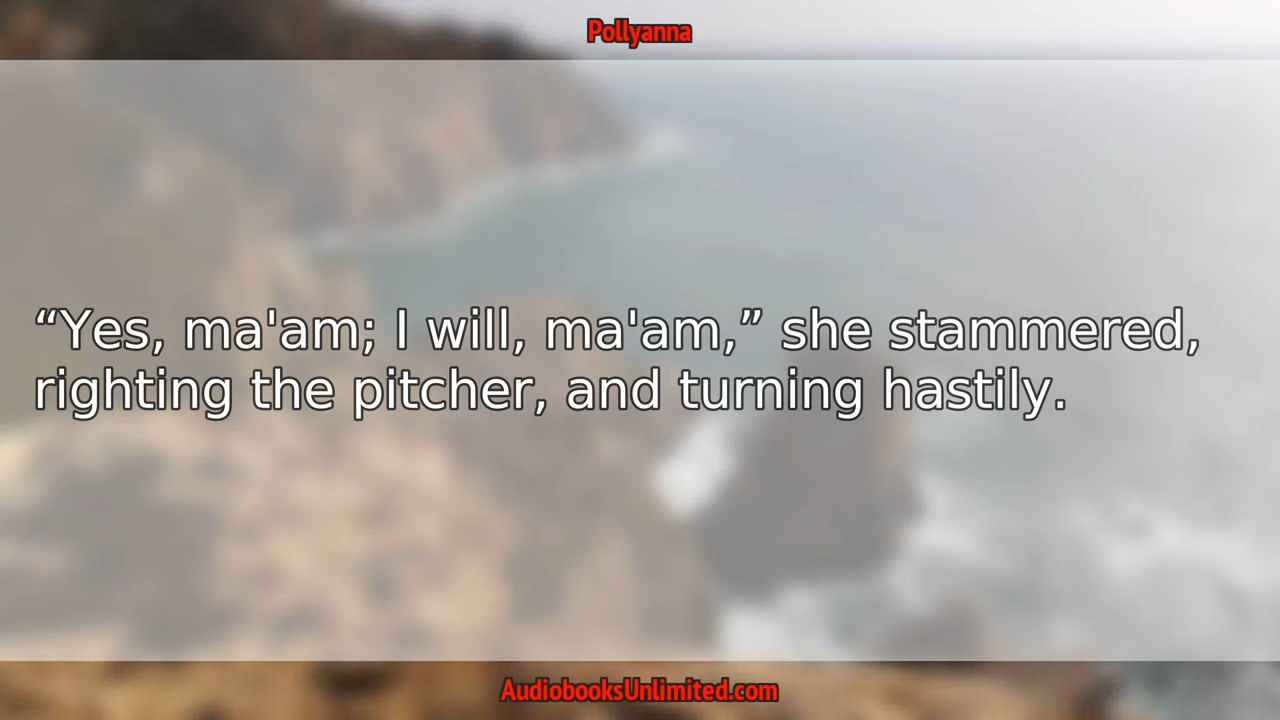 Pollyanna
“Yes, ma'am; I will, ma'am,” she stammered,
righting the pitcher, and turning hastily.
AudiobooksUnlimited.com